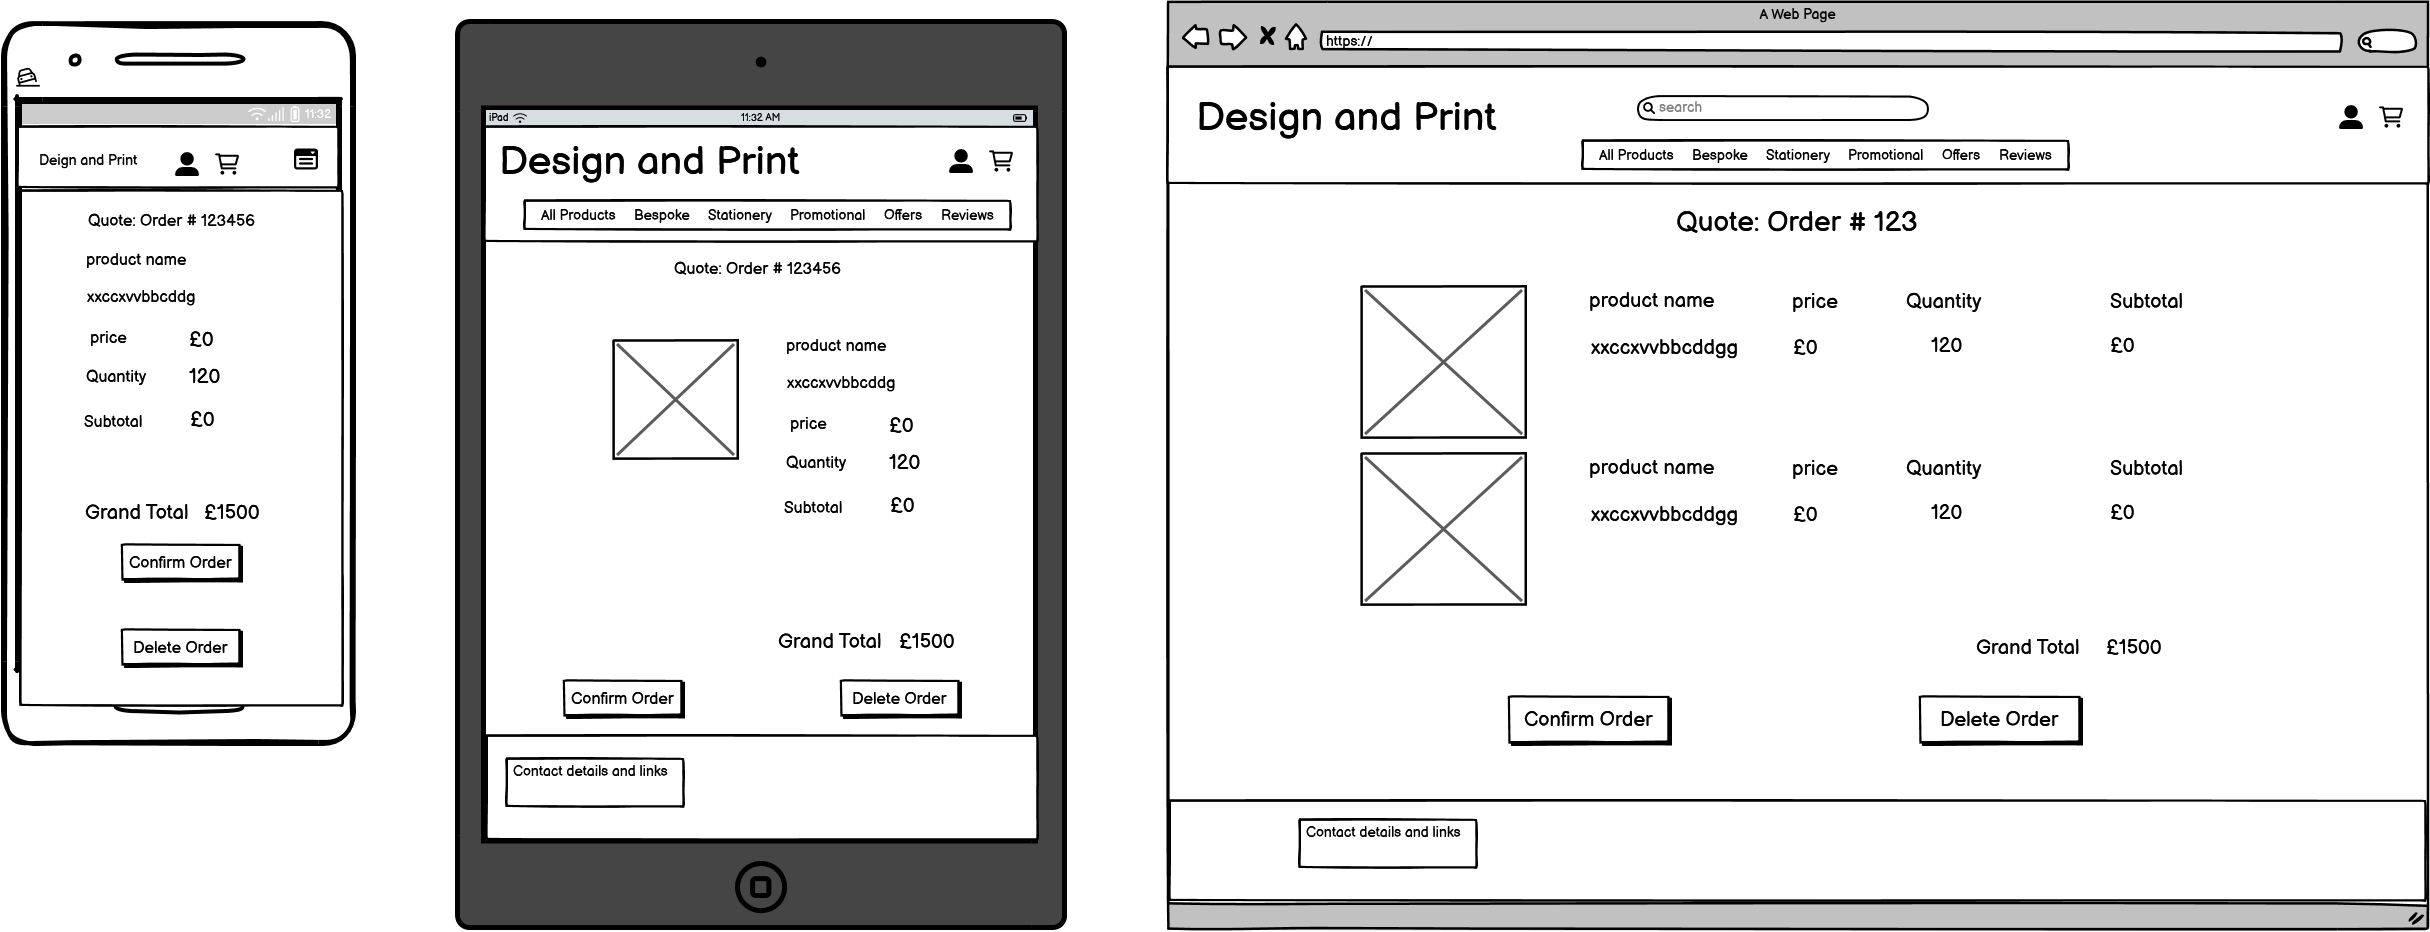 11:32
Deign and Print
Quote: Order # 123456
product name
xxccxvvbbcddg
price £0
Quantity 120
Subtotal £0
Grand Total £1500
Confirm Order
Delete Order
iPad 11:32 AM
Design and Print
All Products Bespoke Stationery Promotional Offers Reviews
Quote: Order # 123456
product name
xxccxvvbbcddg
price £0
Quantity 120
Subtotal £0
Grand Total £1500
Confirm Order Delete Order
Contact details and links
A Web Page
https://
Design and Print
search
All Products Bespoke Stationery Promotional Offers Reviews
Quote: Order # 123
product name price Quantity Subtotal
xxccxvvbbcddgg £0 120 £0
product name price Quantity Subtotal
xxccxvvbbcddgg £0 120 £0
Grand Total £1500
Confirm Order Delete Order
Contact details and links